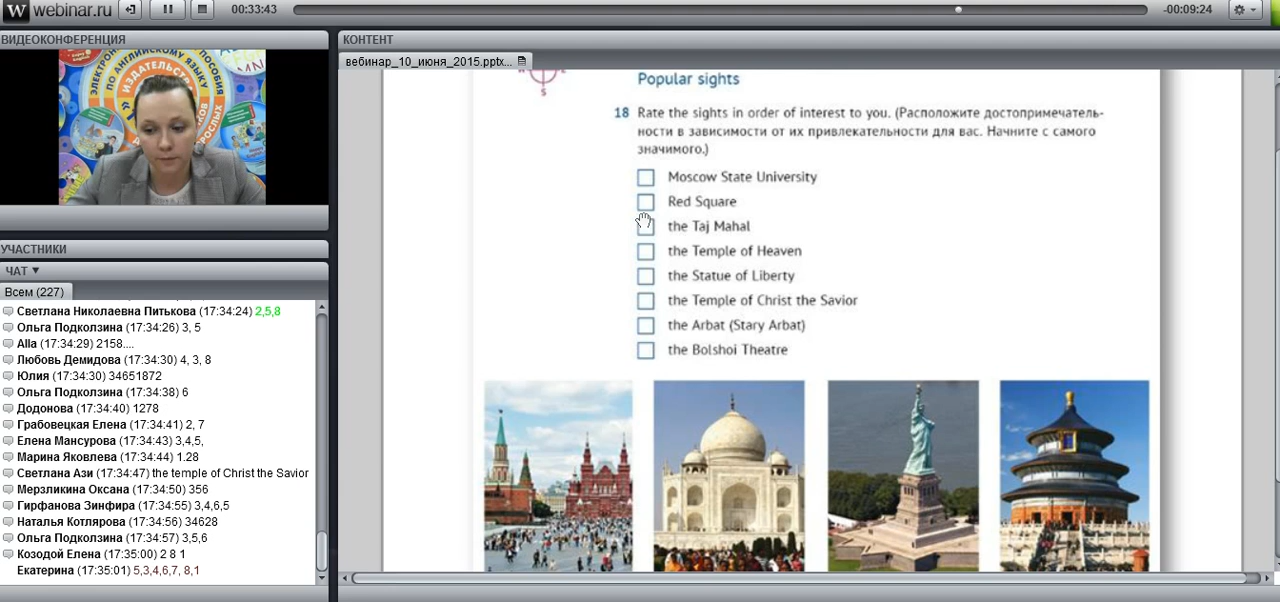 W webinar.ru
00:33:43
-00:09:24
ВИДЕОКОНФЕРЕНЦИЯ
ЭЛЕКТРОН
ПО АНГЛИЙСКОМУ ЯЗЫКУ
ПОСОБИЯ
ИЗДАТЕЛЬ
УЧАСТНИКИ
ЧАТ ▼
Всем (227)
Светлана Николаевна Питькова (17:34:24) 2,5,8
Ольга Подколзина (17:34:26) 3, 5
Alla (17:34:29) 2158....
Любовь Демидова (17:34:30) 4, 3, 8
Юлия (17:34:30) 34651872
Ольга Подколзина (17:34:38) 6
Додонова (17:34:40) 1278
Грабовецкая Елена (17:34:41) 2, 7
Елена Мансурова (17:34:43) 3,4,5,
Марина Яковлева (17:34:44) 1.28
Светлана Ази (17:34:47) the temple of Christ the Savior
Мерзликина Оксана (17:34:50) 356
Гирфанова Зинфира (17:34:55) 3,4,6,5
Наталья Котлярова (17:34:56) 34628
Ольга Подколзина (17:34:57) 3,5,6
Козодой Елена (17:35:00) 2 8 1
Екатерина (17:35:01) 5,3,4,6,7, 8,1
КОНТЕНТ
вебинар_10_июня_2015.pptx...
S
Popular sights
18 Rate the sights in order of interest to you. (Расположите достопримечатель-
ности в зависимости от их привлекательности для вас. Начните с самого
значимого.)
Moscow State University
Red Square
the Taj Mahal
the Temple of Heaven
the Statue of Liberty
the Temple of Christ the Savior
the Arbat (Stary Arbat)
the Bolshoi Theatre